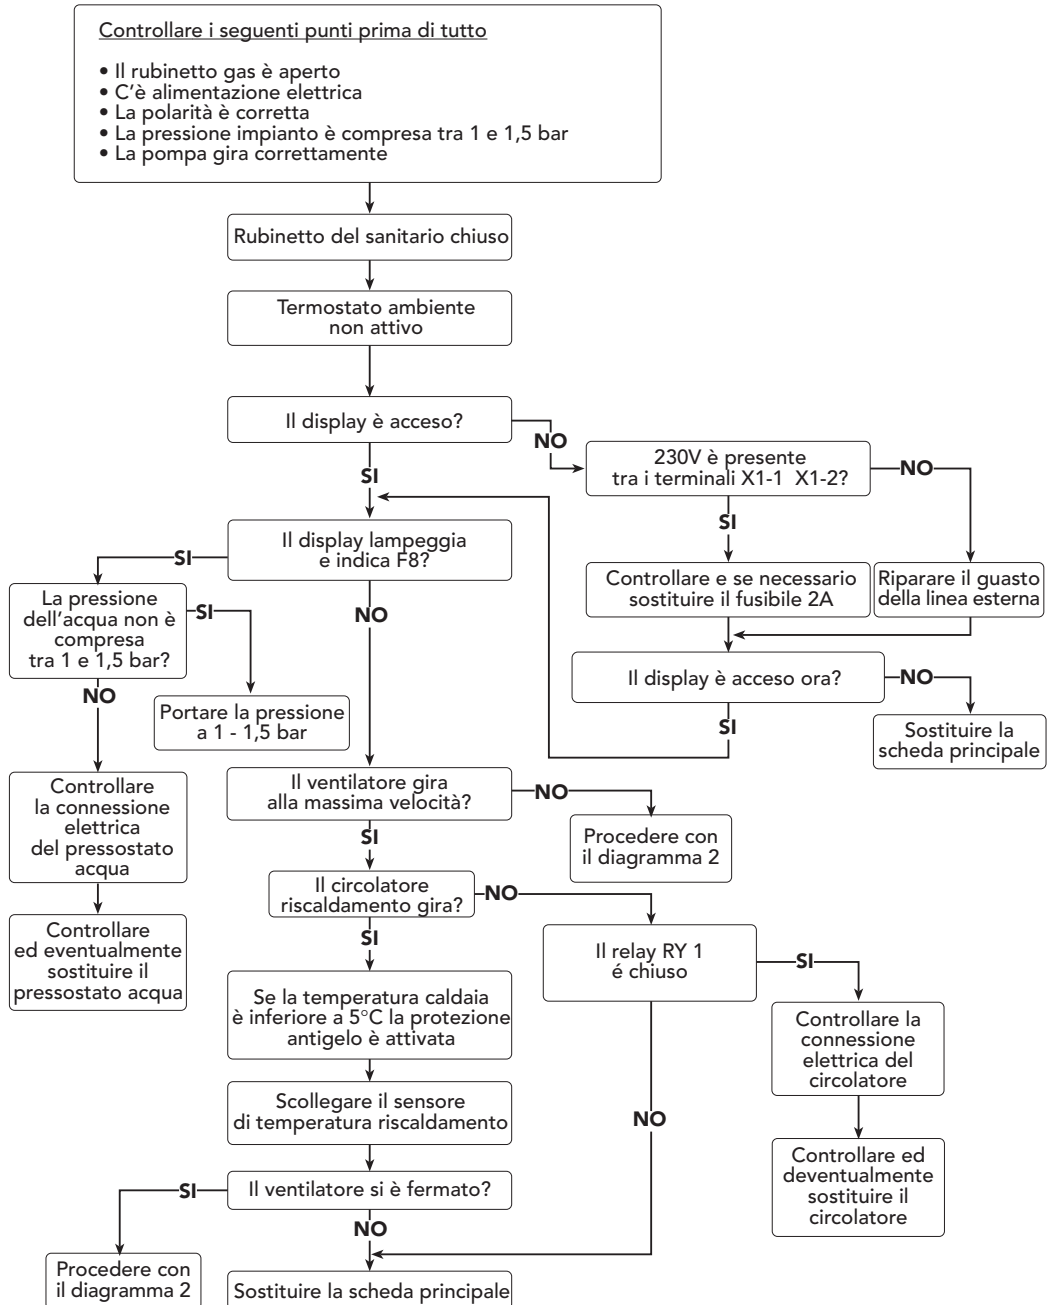 Controllare i seguenti punti prima di tutto
• Il rubinetto gas è aperto
• C'è alimentazione elettrica
• La polarità è corretta
• La pressione impianto è compresa tra 1 e 1,5 bar
• La pompa gira correttamente
Rubinetto del sanitario chiuso
Termostato ambiente
non attivo
Il display è acceso?
NO
230V è presente
tra i terminali X1-1 X1-2?
NO
SI
SI
Il display lampeggia
e indica F8?
SI
Controllare e se necessario
sostituire il fusibile 2A
Riparare il guasto
della linea esterna
La pressione
dell'acqua non è
compresa
tra 1 e 1,5 bar?
SI
NO
Il display è acceso ora?
NO
NO
Portare la pressione
a 1 - 1,5 bar
SI
Sostituire la
scheda principale
Controllare
la connessione
elettrica
del pressostato
acqua
Il ventilatore gira
alla massima velocità?
NO
Procedere con
il diagramma 2
SI
Il circolatore
riscaldamento gira?
NO
Controllare
ed eventualmente
sostituire il
pressostato acqua
SI
Il relay RY 1
é chiuso
SI
Se la temperatura caldaia
è inferiore a 5°C la protezione
antigelo è attivata
Controllare la
connessione
elettrica del
circolatore
Scollegare il sensore
di temperatura riscaldamento
NO
Controllare ed
deventualmente
sostituire il
circolatore
Il ventilatore si è fermato?
SI
NO
Procedere con
il diagramma 2
Sostituire la scheda principale